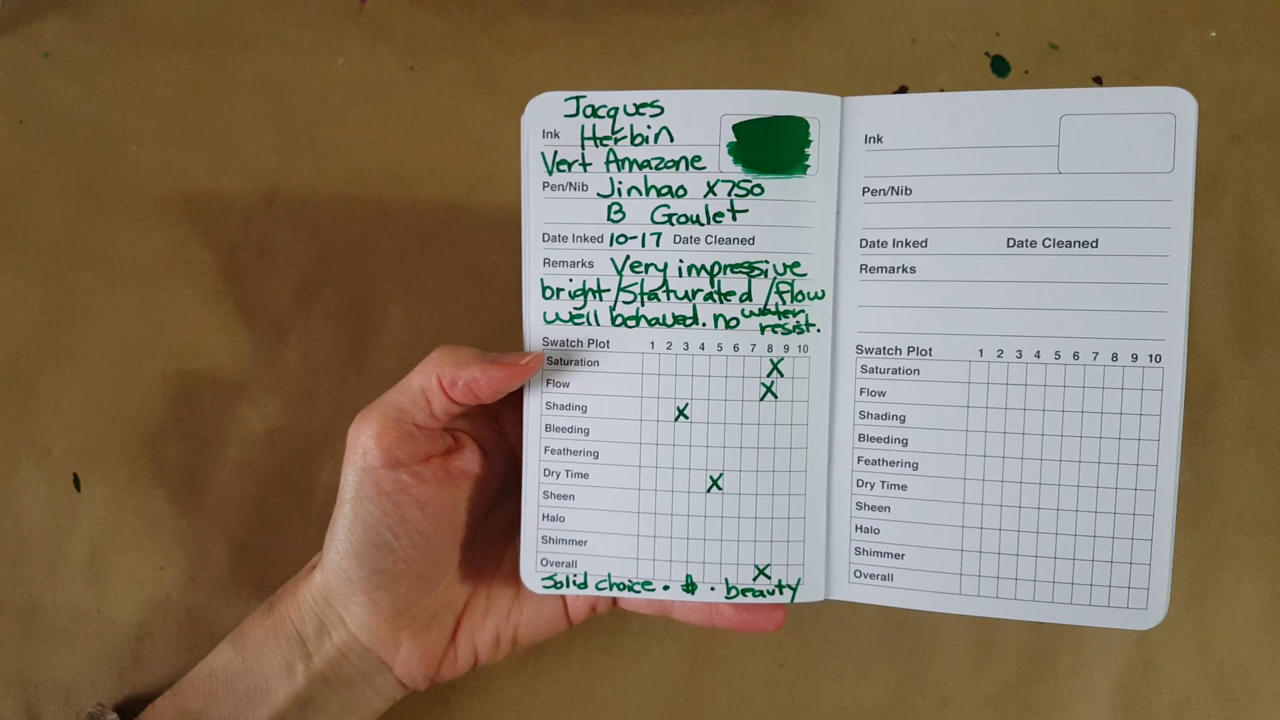 Jacques
Ink Herbin
Vert Amazone
Pen/Nib Jinhao X750
B Goulet
Date Inked 10-17 Date Cleaned
Remarks Very impressive
bright/Staturated/flow
well behaved. no water resist.
Swatch Plot 1 2 3 4 5 6 7 8 9 10
Saturation X
Flow X
Shading X
Bleeding
Feathering
Dry Time X
Sheen
Halo
Shimmer
Overall X
Solid choice · $ · beauty
Ink
Pen/Nib
Date Inked Date Cleaned
Remarks
Swatch Plot 1 2 3 4 5 6 7 8 9 10
Saturation
Flow
Shading
Bleeding
Feathering
Dry Time
Sheen
Halo
Shimmer
Overall